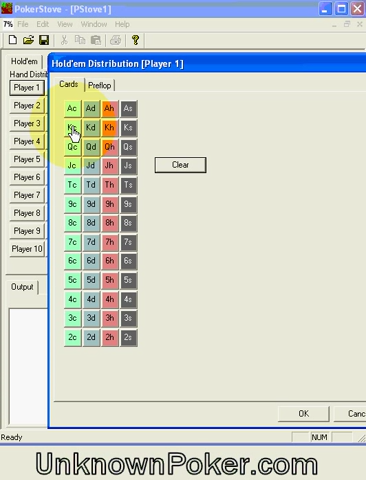 PokerStove - [PStove1]
7% File Edit View Window Help
Hold'em
Hand Distri
Player 1
Player 2
Player 3
Player 4
Player 5
Player 6
Player 7
Player 8
Player 9
Player 10
Output
Hold'em Distribution [Player 1]
Cards Preflop
Ac Ad Ah As
Kc Kd Kh Ks
Qc Qd Qh Qs
Jc Jd Jh Js
Tc Td Th Ts
9c 9d 9h 9s
8c 8d 8h 8s
7c 7d 7h 7s
6c 6d 6h 6s
5c 5d 5h 5s
4c 4d 4h 4s
3c 3d 3h 3s
2c 2d 2h 2s
Clear
OK Canc
Ready NUM
UnknownPoker.com